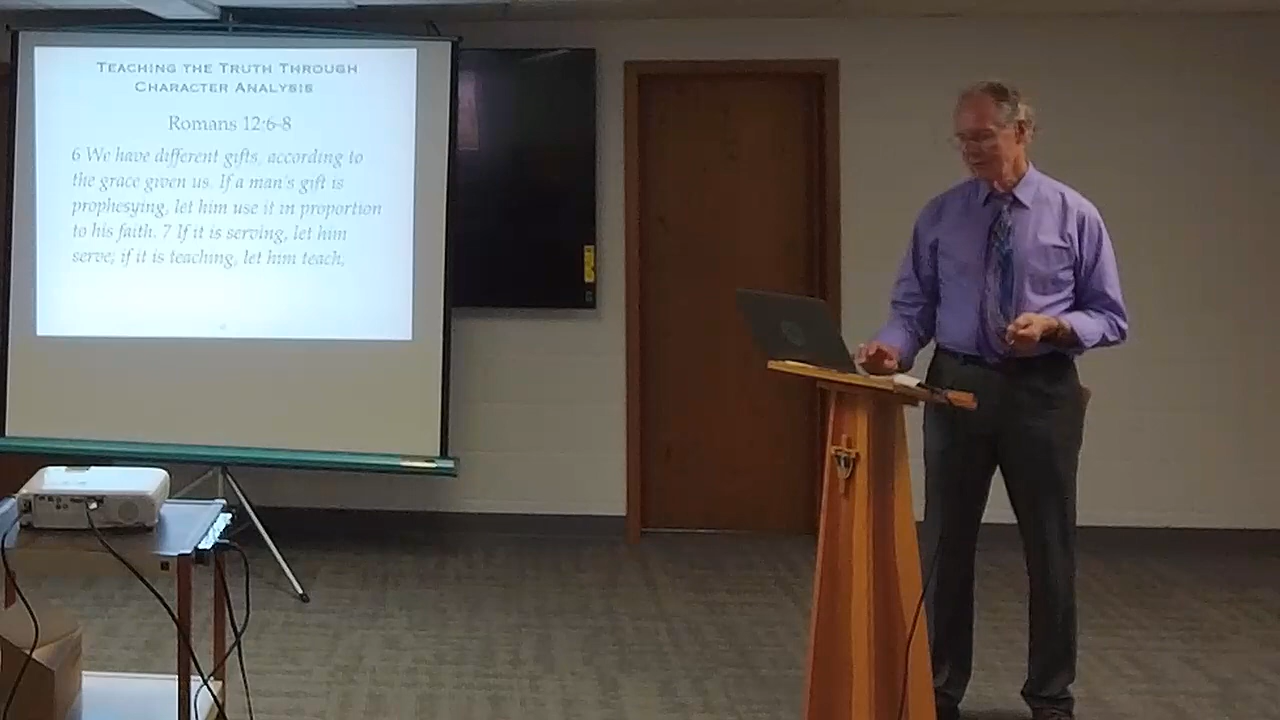 TEACHING THE TRUTH THROUGH
CHARACTER ANALYSIS
Romans 12:6-8
6 We have different gifts, according to
the grace given us. If a man's gift is
prophesying, let him use it in proportion
to his faith. 7 If it is serving, let him
serve; if it is teaching, let him teach;